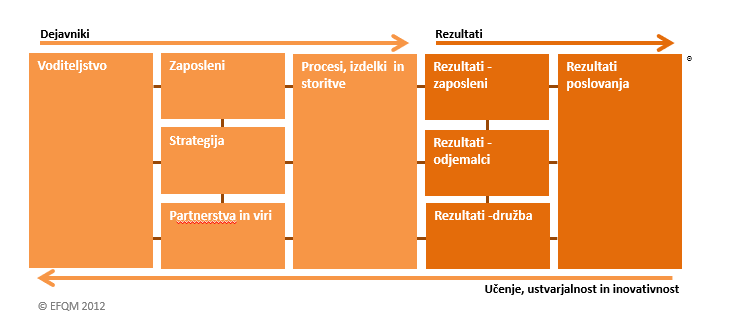 Dejavniki
Rezultati
Voditeljstvo
Zaposleni
Procesi, izdelki in
storitve
Rezultati -
zaposleni
Rezultati
poslovanja
®
Strategija
Rezultati -
odjemalci
Partnerstva in viri
Rezultati -družba
Učenje, ustvarjalnost in inovativnost
© EFQM 2012